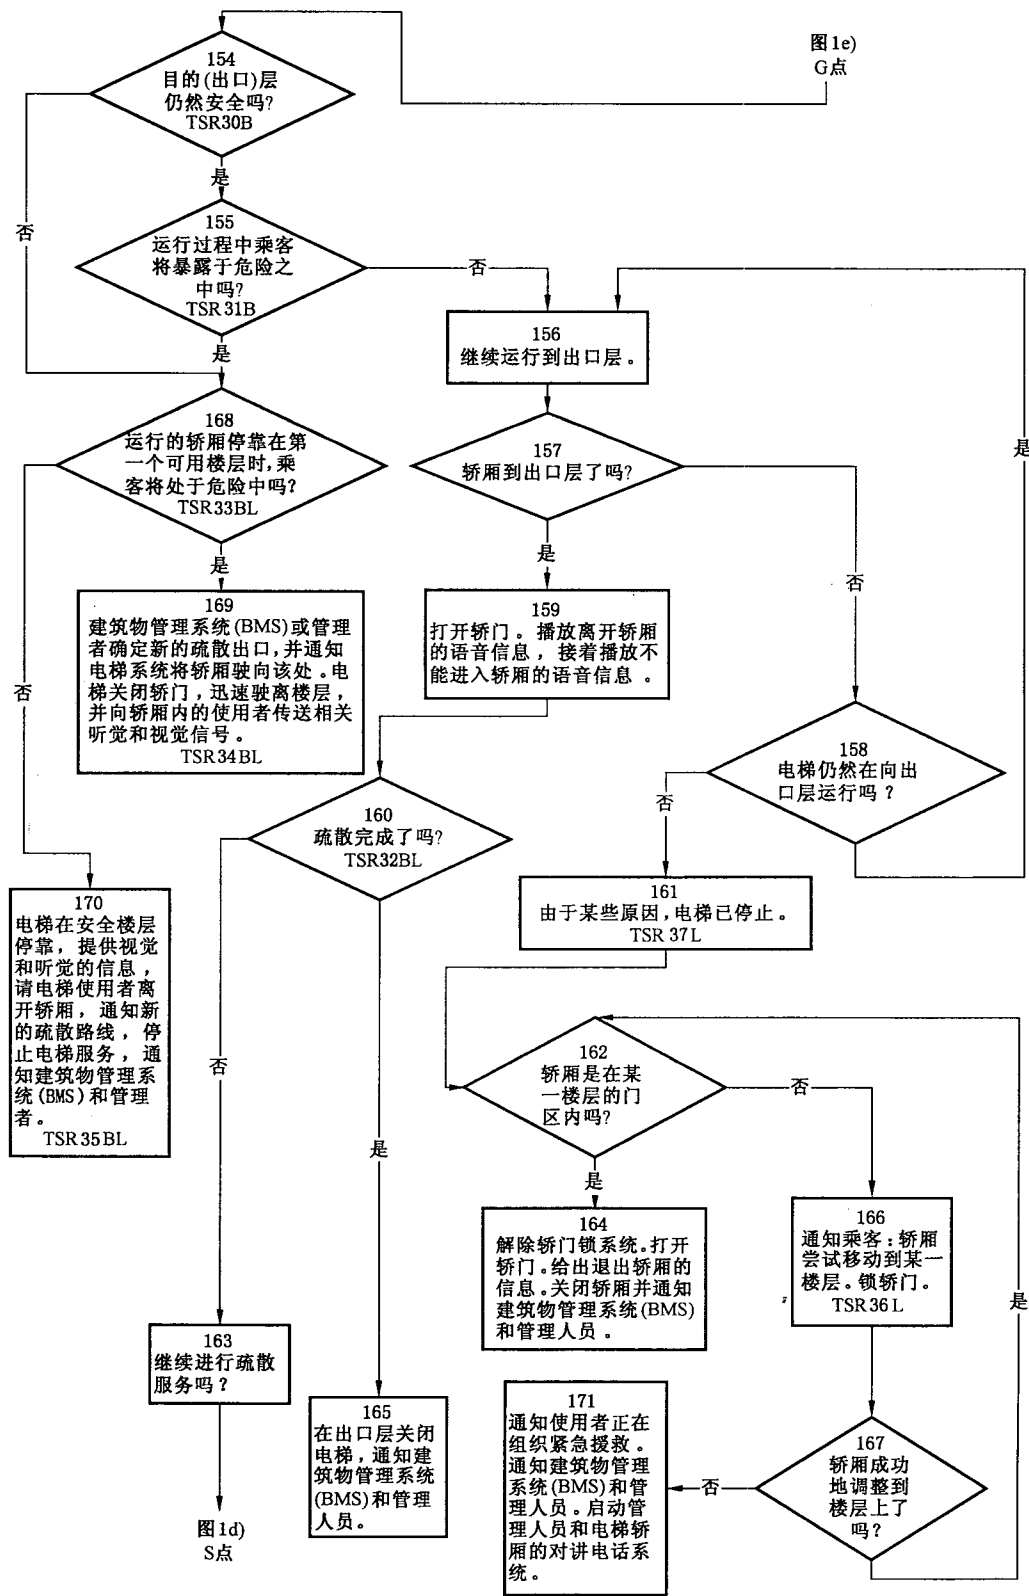 图1e)
G点
154
目的(出口)层
仍然安全吗?
TSR30B
是
否
155
运行过程中乘客
将暴露于危险之
中吗?
TSR31B
否
是
156
继续运行到出口层。
168
运行的轿厢停靠在第
一个可用楼层时,乘
客将处于危险中吗?
TSR33BL
157
轿厢到出口层了吗?
是
是
是
否
169
建筑物管理系统(BMS)或管理
者确定新的疏散出口,并通知
电梯系统将轿厢驶向该处。电
梯关闭轿门,迅速驶离楼层,
并向轿厢内的使用者传送相关
听觉和视觉信号。
TSR34BL
159
打开轿门。播放离开轿厢
的语音信息,接着播放不
能进入轿厢的语音信息。
否
158
电梯仍然在向出
口层运行吗?
否
160
疏散完成了吗?
TSR32BL
161
由于某些原因,电梯已停止。
TSR37L
170
电梯在安全楼层
停靠,提供视觉
和听觉的信息,
请电梯使用者离
开轿厢,通知新
的疏散路线,停
止电梯服务,通
知建筑物管理系
统(BMS)和管理
者。
TSR35BL
否
是
162
轿厢是在某
一楼层的门
区内吗?
否
是
164
解除轿门锁系统。打开
轿门。给出退出轿厢的
信息。关闭轿厢并通知
建筑物管理系统(BMS)
和管理人员。
166
通知乘客:轿厢
尝试移动到某一
楼层。锁轿门。
TSR36L
是
163
继续进行疏散
服务吗?
165
在出口层关闭
电梯,通知建
筑物管理系统
(BMS)和管理
人员。
171
通知使用者正在
组织紧急援救。
通知建筑物管理
系统(BMS)和管
理人员。启动管
理人员和电梯轿
厢的对讲电话系
统。
否
167
轿厢成功
地调整到
楼层上了
吗?
图1d)
S点